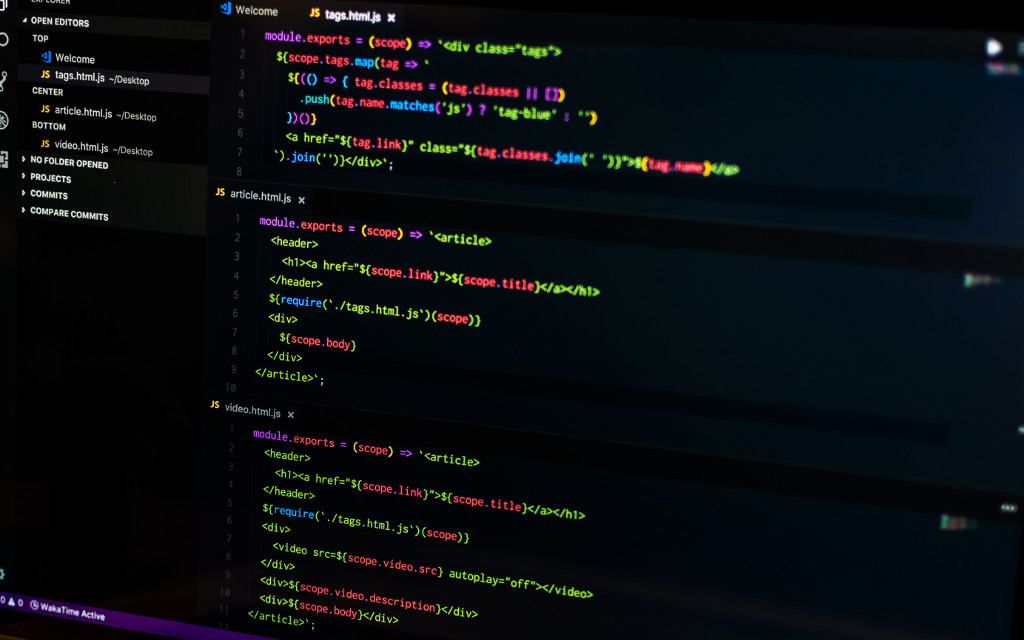 EXPLORER
OPEN EDITORS
TOP
Welcome
JS tags.html.js ~/Desktop
CENTER
JS article.html.js ~/Desktop
BOTTOM
JS video.html.js ~/Desktop
NO FOLDER OPENED
PROJECTS
COMMITS
COMPARE COMMITS
0 0 WakaTime Active
Welcome JS tags.html.js ×
1 module.exports = (scope) => `<div class="tags">
2 ${scope.tags.map(tag => `
3 ${(() => { tag.classes = (tag.classes || [])
4 .push(tag.name.matches('js') ? 'tag-blue' : '')
5 })()}
6 <a href="${tag.link}" class="${tag.classes.join(' ')}">${tag.name}</a>
7 `).join('')}</div>`;
8
JS article.html.js ×
1 module.exports = (scope) => `<article>
2 <header>
3 <h1><a href="${scope.link}">${scope.title}</a></h1>
4 </header>
5 ${require('./tags.html.js')(scope)}
6 <div>
7 ${scope.body}
8 </div>
9 </article>`;
10
JS video.html.js ×
1 module.exports = (scope) => `<article>
2 <header>
3 <h1><a href="${scope.link}">${scope.title}</a></h1>
4 </header>
5 ${require('./tags.html.js')(scope)}
6 <div>
7 <video src=${scope.video.src} autoplay="off"></video>
8 </div>
9 <div>${scope.video.description}</div>
10 <div>${scope.body}</div>
11 </article>`;
12